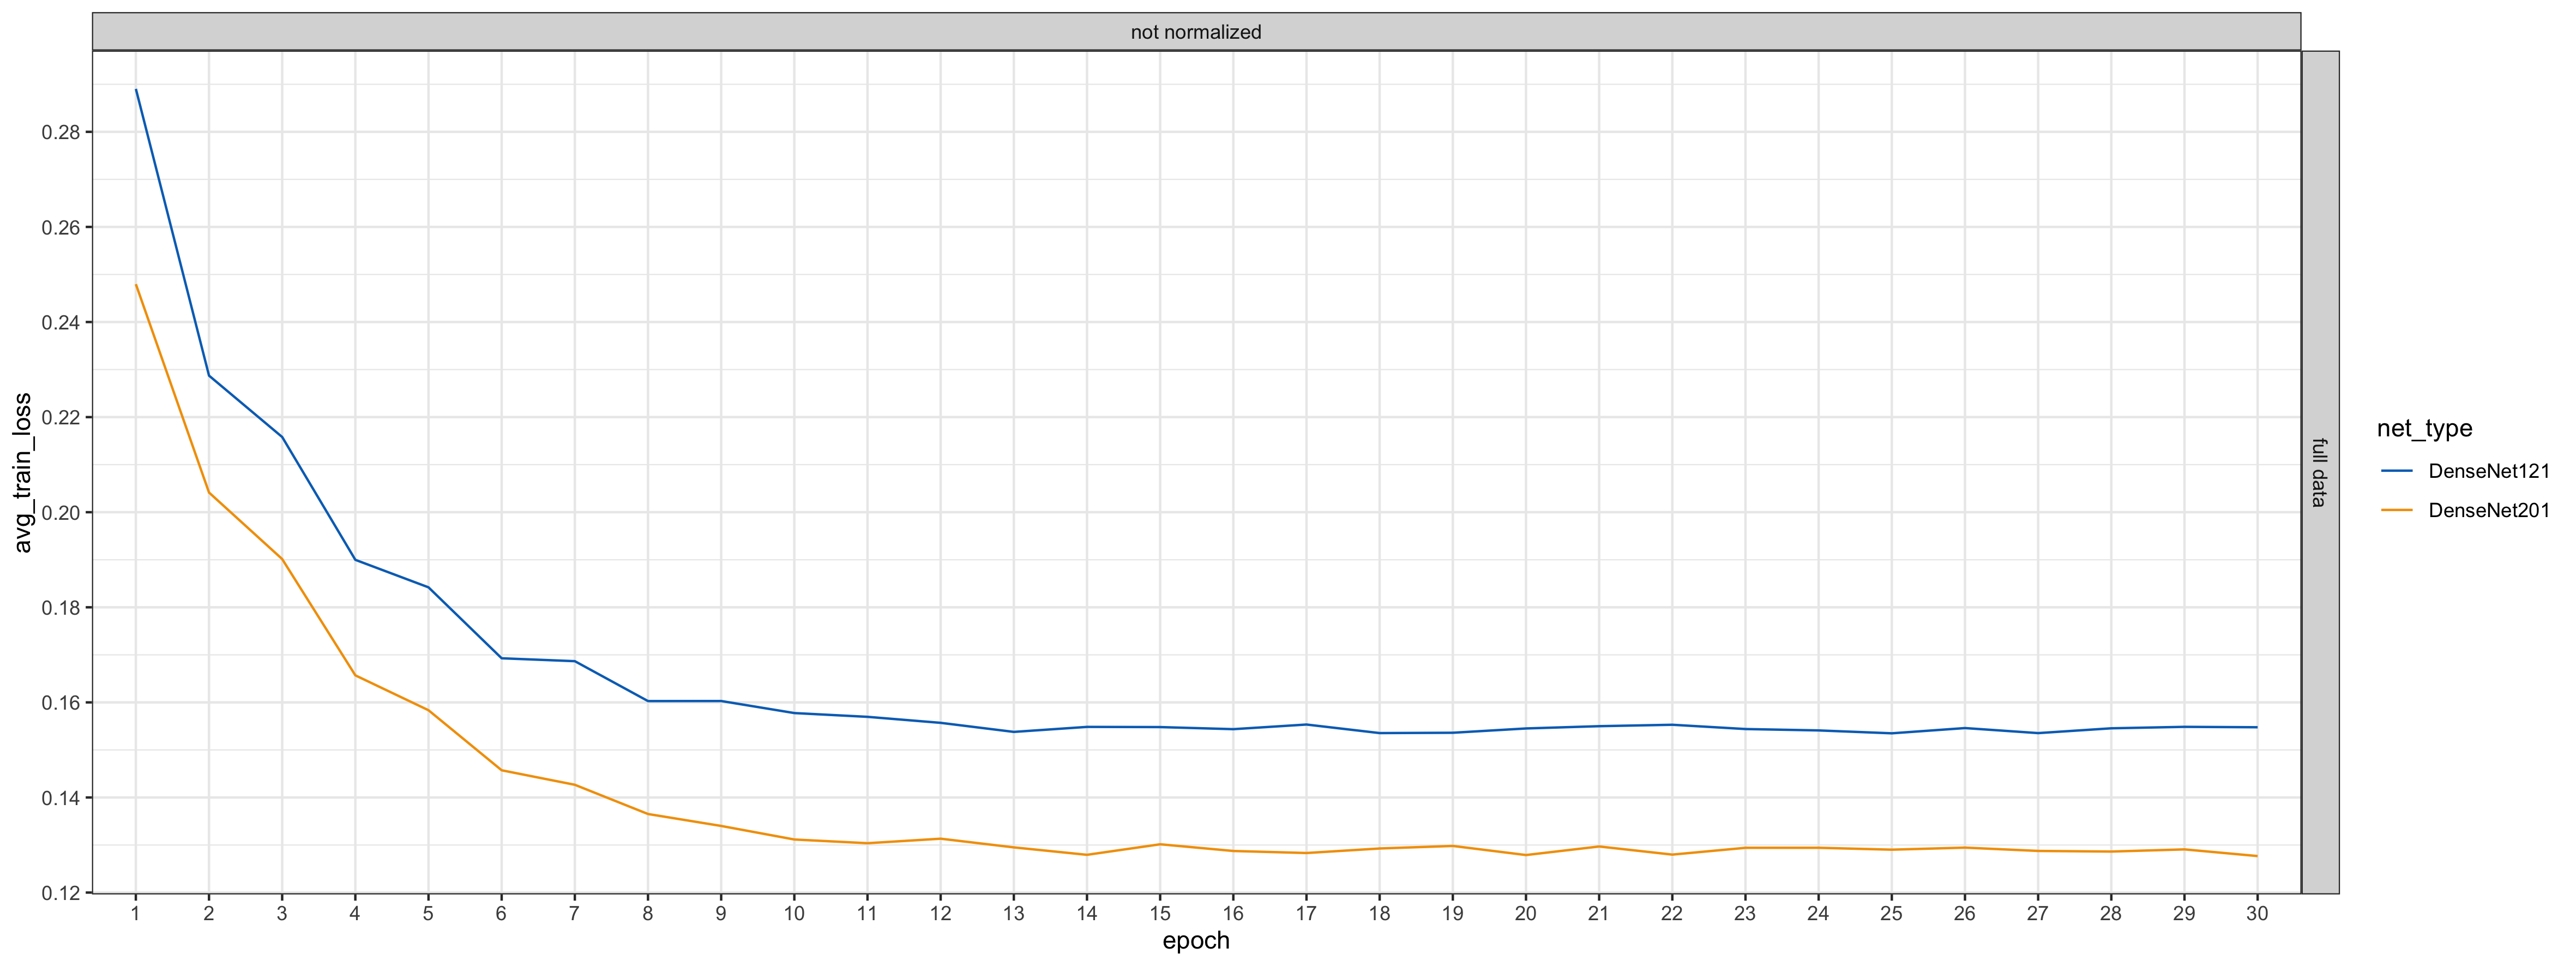 not normalized
0.28
0.26
0.24
0.22
0.20
0.18
0.16
0.14
0.12
avg_train_loss
1 2 3 4 5 6 7 8 9 10 11 12 13 14 15 16 17 18 19 20 21 22 23 24 25 26 27 28 29 30
epoch
full data
net_type
DenseNet121
DenseNet201